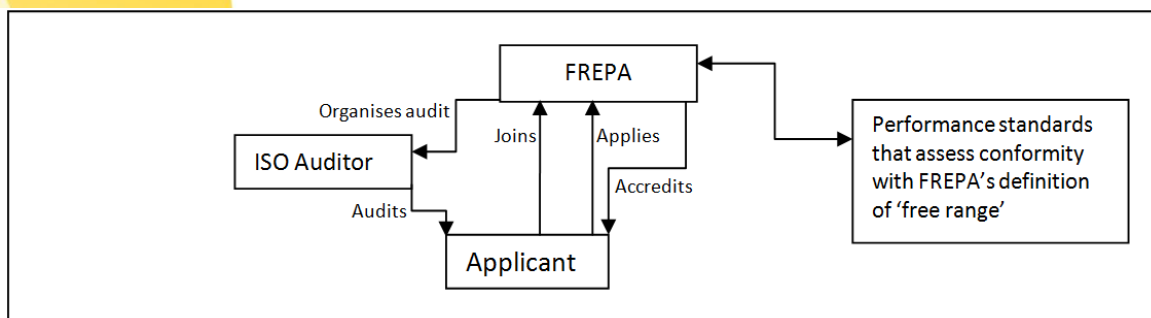 FREPA
Organises audit
Joins
Applies
ISO Auditor
Accredits
Audits
Applicant
Performance standards
that assess conformity
with FREPA’s definition
of ‘free range’